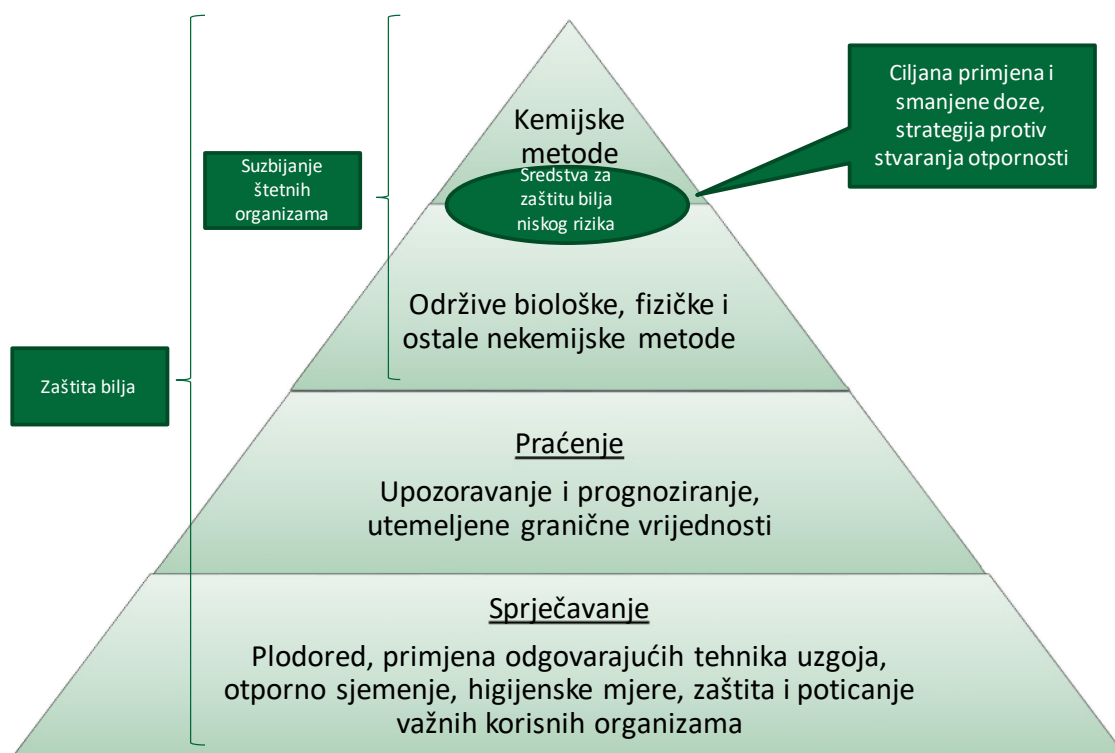 Kemijske
metode
Sredstva za
zaštitu bilja
niskog rizika
Ciljana primjena i
smanjene doze,
strategija protiv
stvaranja otpornosti
Suzbijanje
štetnih
organizama
Održive biološke, fizičke i
ostale nekemijske metode
Zaštita bilja
Praćenje
Upozoravanje i prognoziranje,
utemeljene granične vrijednosti
Sprječavanje
Plodored, primjena odgovarajućih tehnika uzgoja,
otporno sjemenje, higijenske mjere, zaštita i poticanje
važnih korisnih organizama